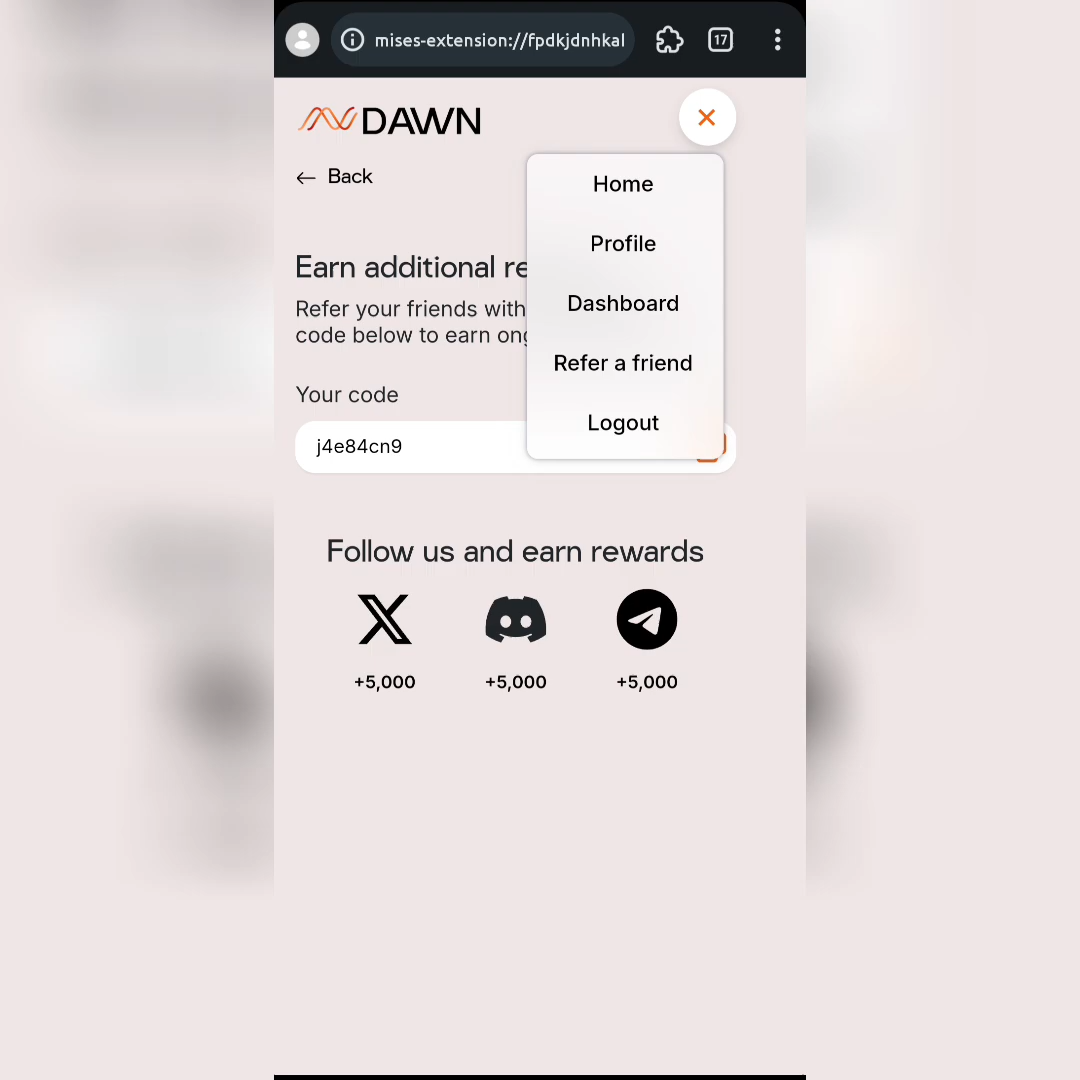 mises-extension://fpdkjdnhkal
17
DAWN
Back
Home
Profile
Dashboard
Refer a friend
Logout
Earn additional re
Refer your friends with
code below to earn ong
Your code
j4e84cn9
Follow us and earn rewards
+5,000 +5,000 +5,000